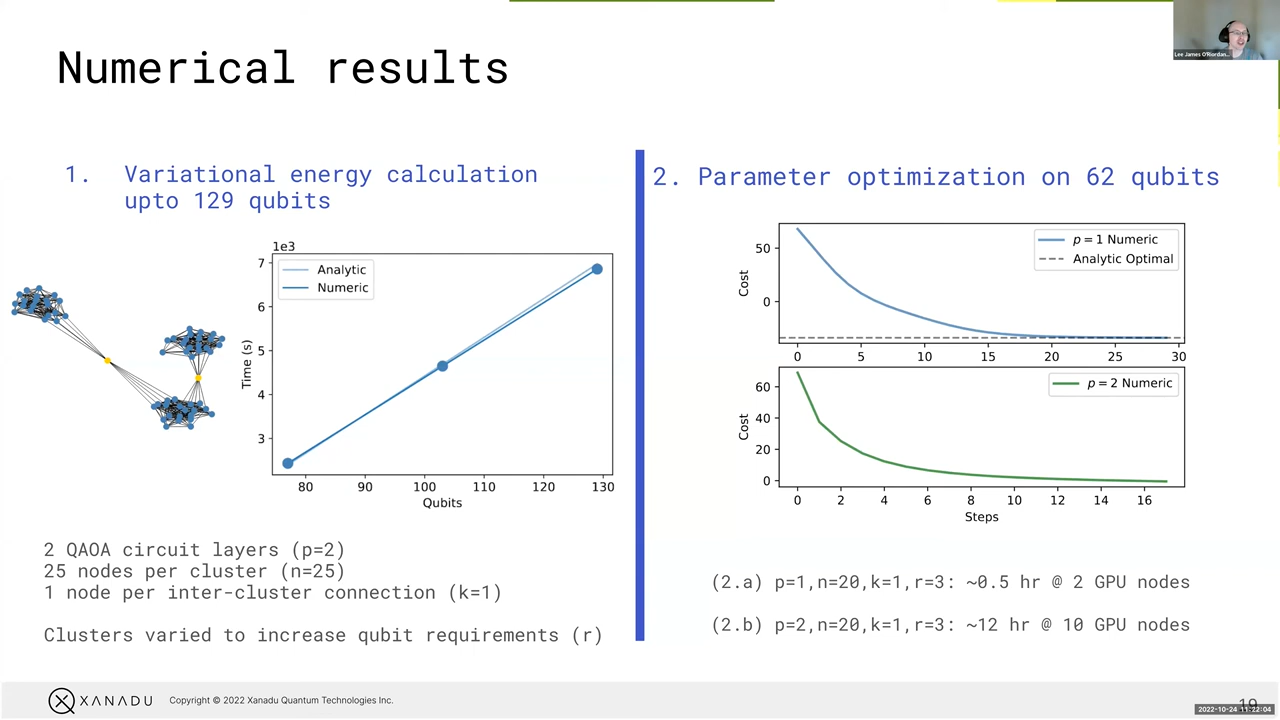 Lee James O'Riordan...
Numerical results
1. Variational energy calculation
upto 129 qubits
1e3
7
6
5
4
3
Time (s)
Analytic
Numeric
80 90 100 110 120 130
Qubits
2 QAOA circuit layers (p=2)
25 nodes per cluster (n=25)
1 node per inter-cluster connection (k=1)
Clusters varied to increase qubit requirements (r)
2. Parameter optimization on 62 qubits
50
0
Cost
p = 1 Numeric
Analytic Optimal
0 5 10 15 20 25 30
60
40
20
0
Cost
p = 2 Numeric
0 2 4 6 8 10 12 14 16
Steps
(2.a) p=1,n=20,k=1,r=3: ~0.5 hr @ 2 GPU nodes
(2.b) p=2,n=20,k=1,r=3: ~12 hr @ 10 GPU nodes
XANADU
Copyright © 2022 Xanadu Quantum Technologies Inc.
19
2022-10-24 11:22:04